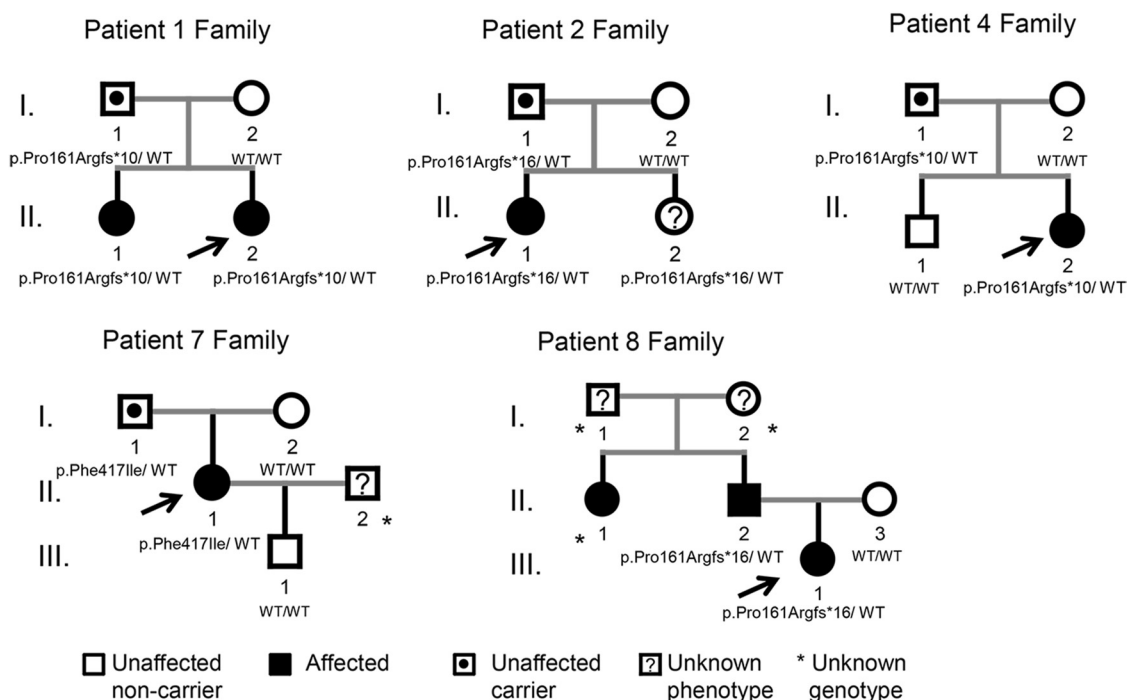 Patient 1 Family
Patient 2 Family
Patient 4 Family
I.
1
2
p.Pro161Argfs*10/ WT
WT/WT
II.
1
2
p.Pro161Argfs*10/ WT
p.Pro161Argfs*10/ WT
I.
1
2
p.Pro161Argfs*16/ WT
WT/WT
II.
?
1
2
p.Pro161Argfs*16/ WT
p.Pro161Argfs*16/ WT
I.
1
2
p.Pro161Argfs*10/ WT
WT/WT
II.
1
2
WT/WT
p.Pro161Argfs*10/ WT
Patient 7 Family
Patient 8 Family
I.
1
2
p.Phe417Ile/ WT
WT/WT
II.
?
1
2 *
p.Phe417Ile/ WT
III.
1
WT/WT
I.
?
?
* 1
2 *
II.
* 1
2
3
p.Pro161Argfs*16/ WT
WT/WT
III.
1
p.Pro161Argfs*16/ WT
Unaffected non-carrier
Affected
Unaffected carrier
? Unknown phenotype
* Unknown genotype